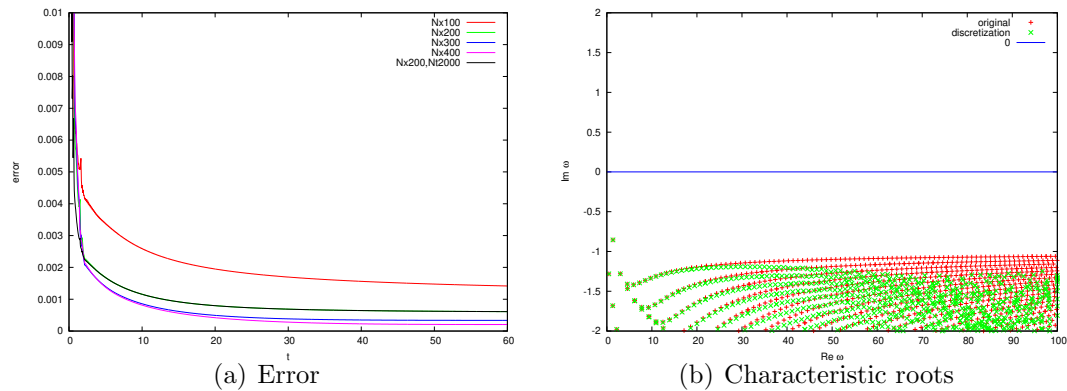 0.01
0.009
0.008
0.007
0.006
0.005
0.004
0.003
0.002
0.001
0
error
0 10 20 30 40 50 60
t
Nx100
Nx200
Nx300
Nx400
Nx200,Nt2000
(a) Error
2
1.5
1
0.5
0
-0.5
-1
-1.5
-2
Im ω
0 10 20 30 40 50 60 70 80 90 100
Re ω
original
discretization
0
(b) Characteristic roots